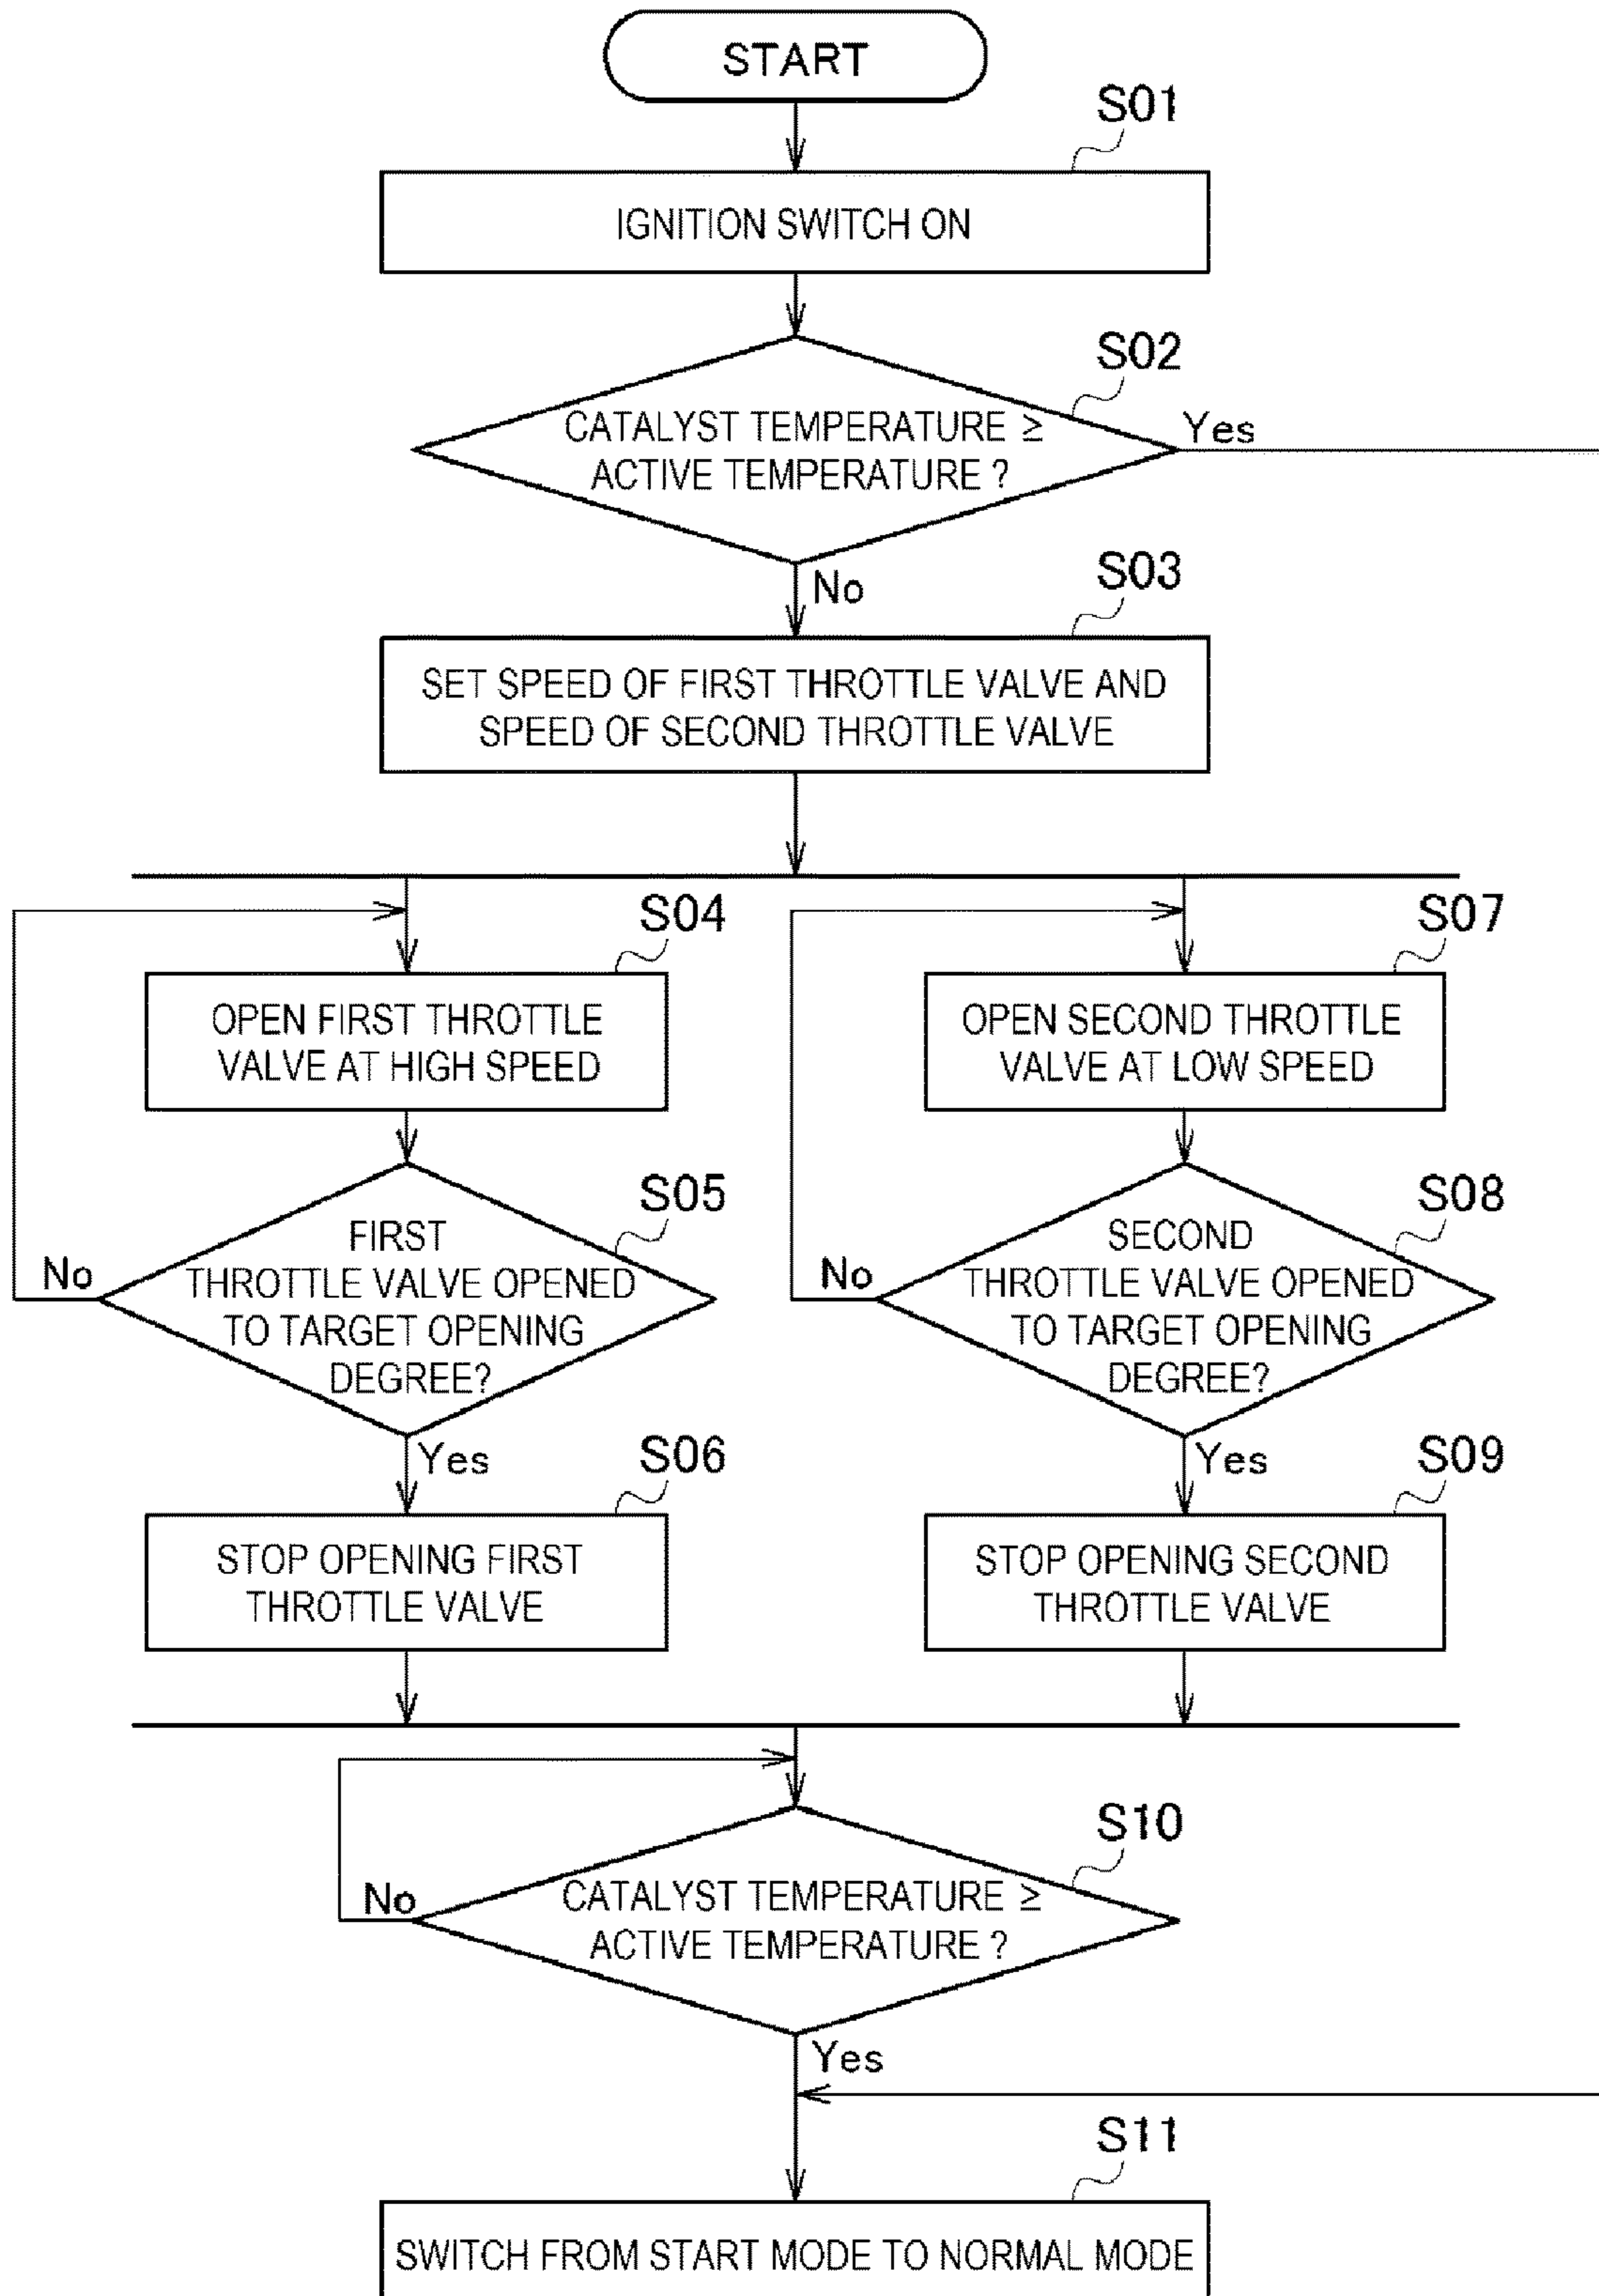 START
S01
IGNITION SWITCH ON
S02
CATALYST TEMPERATURE ≥
ACTIVE TEMPERATURE ?
Yes
No
S03
SET SPEED OF FIRST THROTTLE VALVE AND
SPEED OF SECOND THROTTLE VALVE
S04
OPEN FIRST THROTTLE
VALVE AT HIGH SPEED
S05
FIRST
THROTTLE VALVE OPENED
TO TARGET OPENING
DEGREE?
No
Yes
S06
STOP OPENING FIRST
THROTTLE VALVE
S07
OPEN SECOND THROTTLE
VALVE AT LOW SPEED
S08
SECOND
THROTTLE VALVE OPENED
TO TARGET OPENING
DEGREE?
No
Yes
S09
STOP OPENING SECOND
THROTTLE VALVE
S10
CATALYST TEMPERATURE ≥
ACTIVE TEMPERATURE ?
No
Yes
S11
SWITCH FROM START MODE TO NORMAL MODE